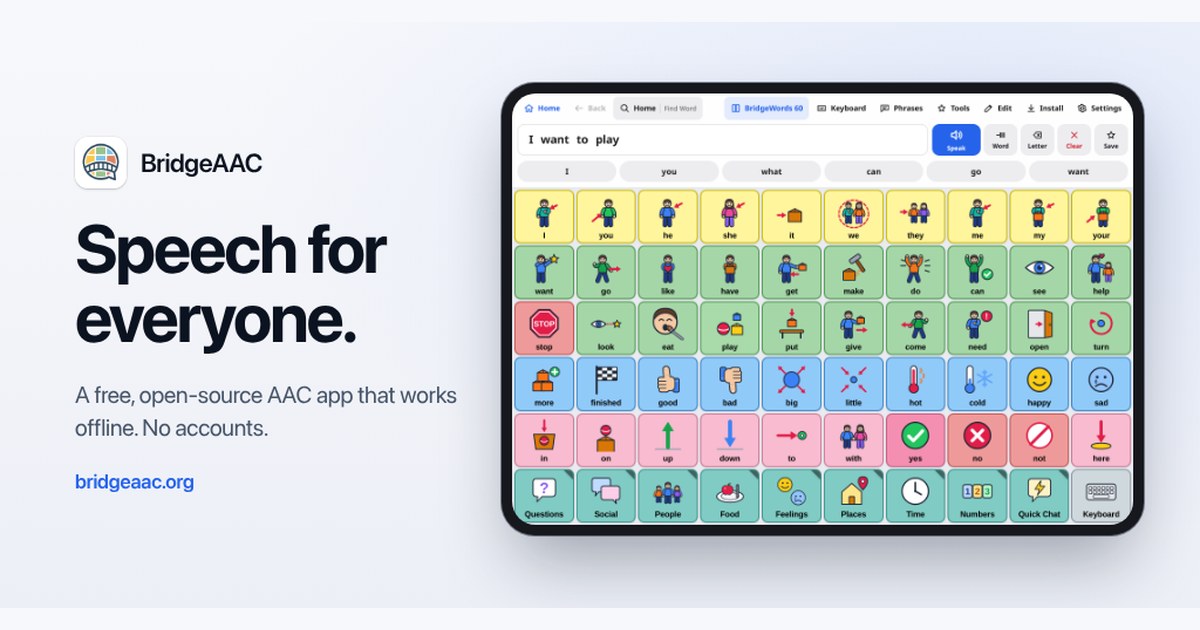 BridgeAAC
Speech for
everyone.
A free, open-source AAC app that works
offline. No accounts.
bridgeaac.org
Home Back Home Find Word BridgeWords 60 Keyboard Phrases Tools Edit Install Settings
I want to play
Speak Word Letter Clear Save
I you what can go want
I you he she it we they me my your
want go like have get make do can see help
STOP
stop look eat play put give come need open turn
more finished good bad big little hot cold happy sad
in on up down to with yes no not here
?
1 2 3
Questions Social People Food Feelings Places Time Numbers Quick Chat Keyboard